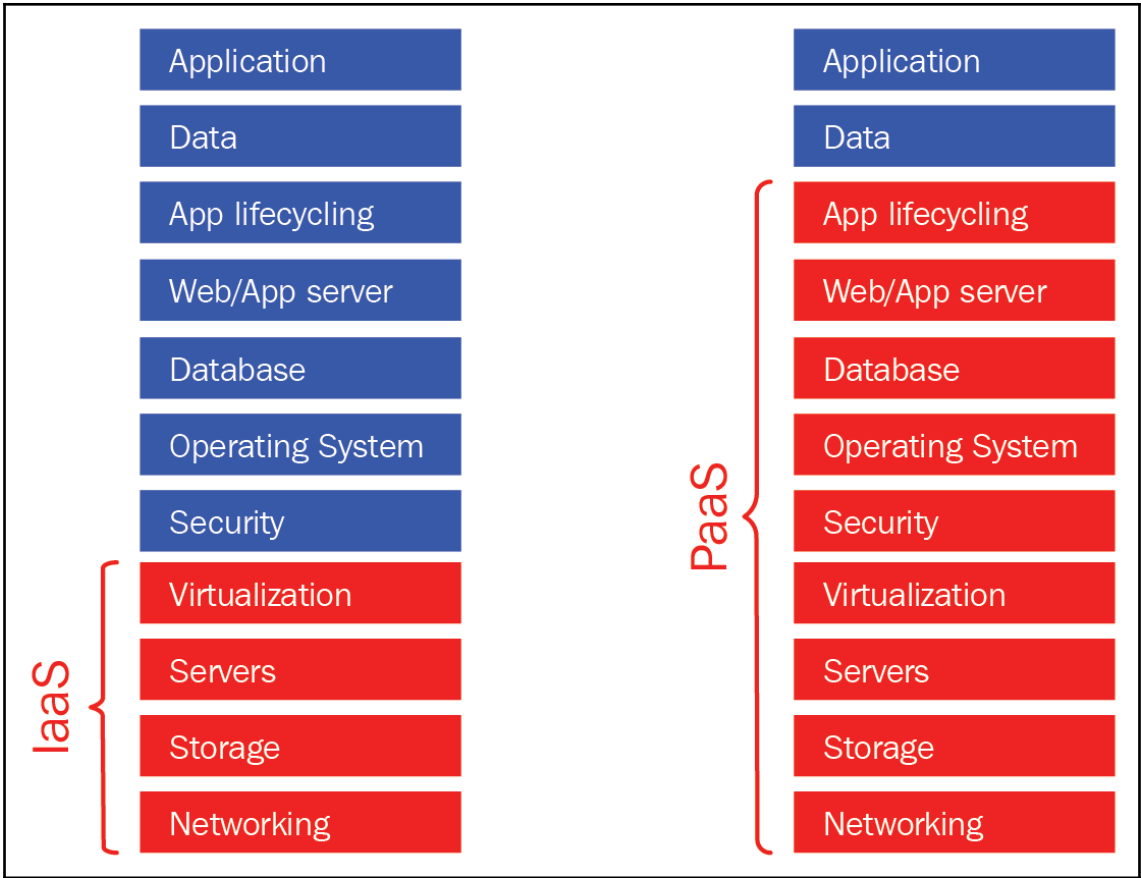 Application
Data
App lifecycling
Web/App server
Database
Operating System
Security
Virtualization
Servers
Storage
Networking
IaaS
Application
Data
App lifecycling
Web/App server
Database
Operating System
Security
Virtualization
Servers
Storage
Networking
PaaS